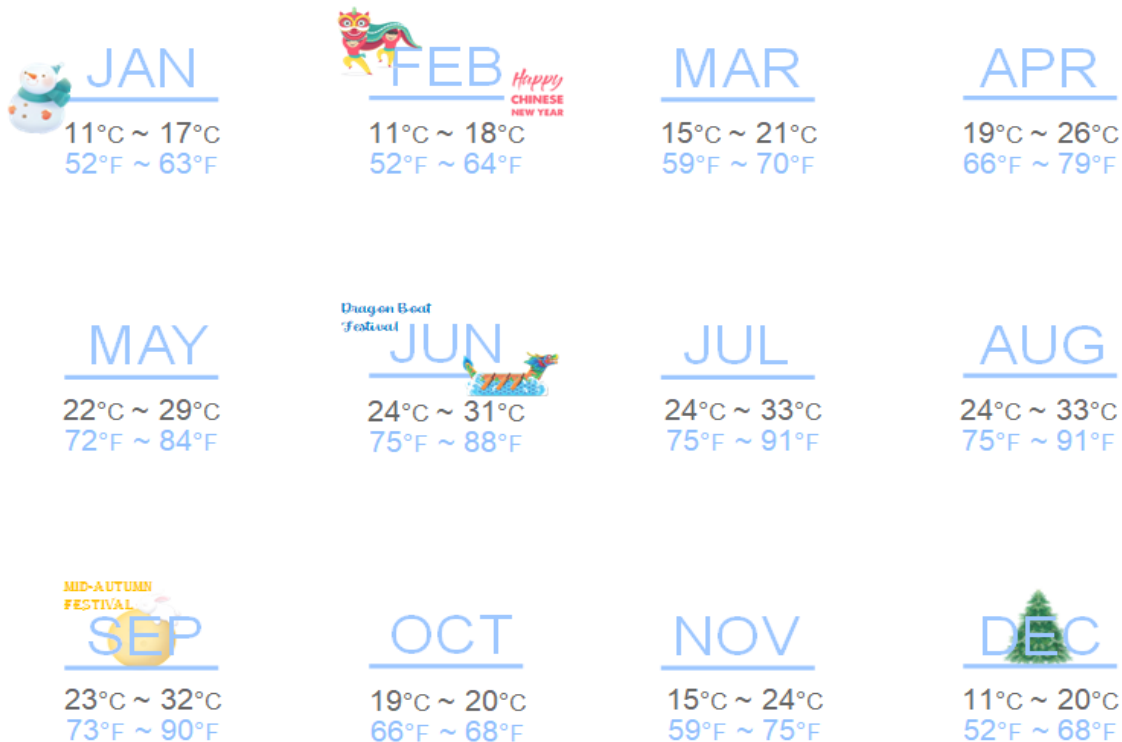 JAN
11°C ~ 17°C
52°F ~ 63°F
FEB
Happy
CHINESE
NEW YEAR
11°C ~ 18°C
52°F ~ 64°F
MAR
15°C ~ 21°C
59°F ~ 70°F
APR
19°C ~ 26°C
66°F ~ 79°F
MAY
22°C ~ 29°C
72°F ~ 84°F
Dragon Boat
Festival
JUN
24°C ~ 31°C
75°F ~ 88°F
JUL
24°C ~ 33°C
75°F ~ 91°F
AUG
24°C ~ 33°C
75°F ~ 91°F
MID-AUTUMN
FESTIVAL
SEP
23°C ~ 32°C
73°F ~ 90°F
OCT
19°C ~ 20°C
66°F ~ 68°F
NOV
15°C ~ 24°C
59°F ~ 75°F
DEC
11°C ~ 20°C
52°F ~ 68°F